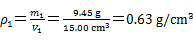 ρ₁ = m₁/V₁ = 9.45 g/15.00 cm³ = 0.63 g/cm³